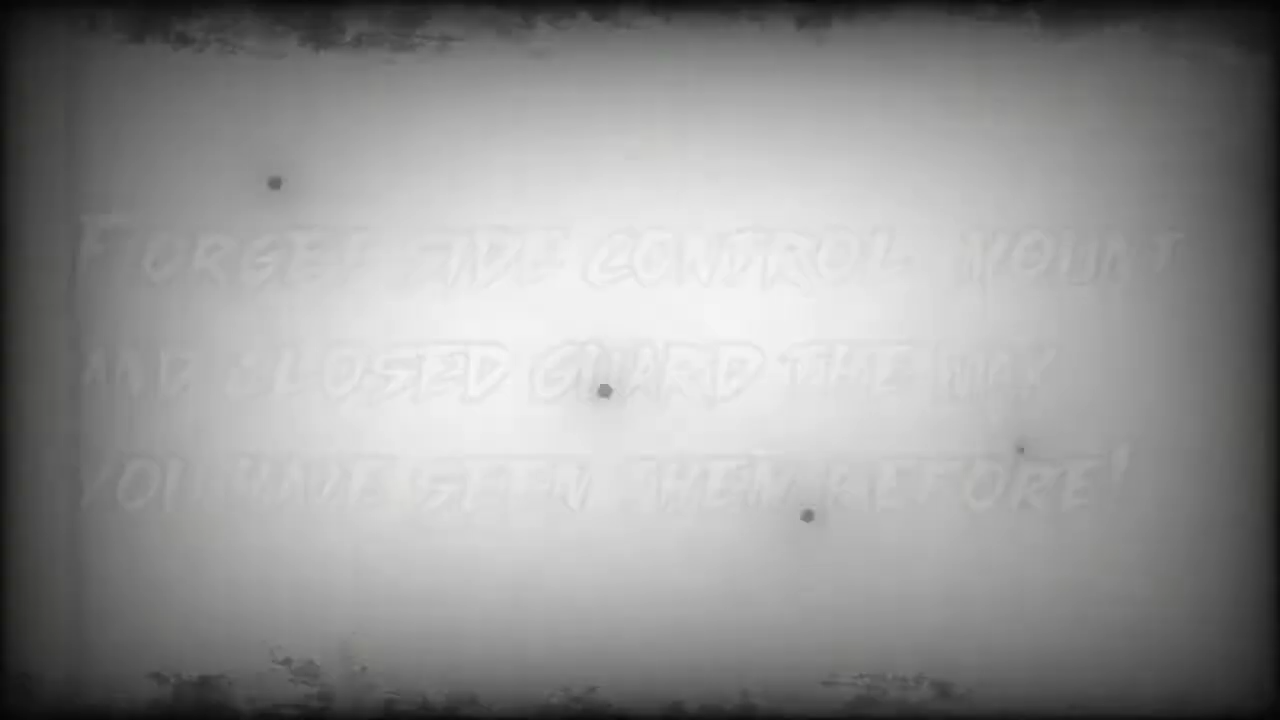 FORGET SIDE CONTROL, MOUNT
AND CLOSED GUARD THE WAY
YOU HAVE SEEN THEM BEFORE!